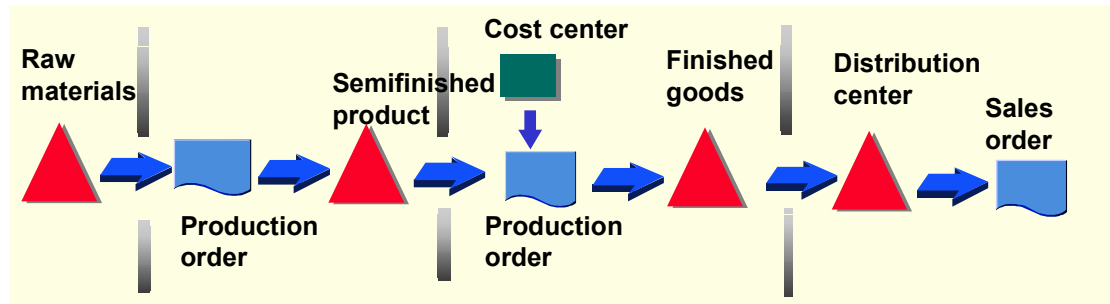 Raw
materials
Production
order
Semifinished
product
Cost center
Production
order
Finished
goods
Distribution
center
Sales
order